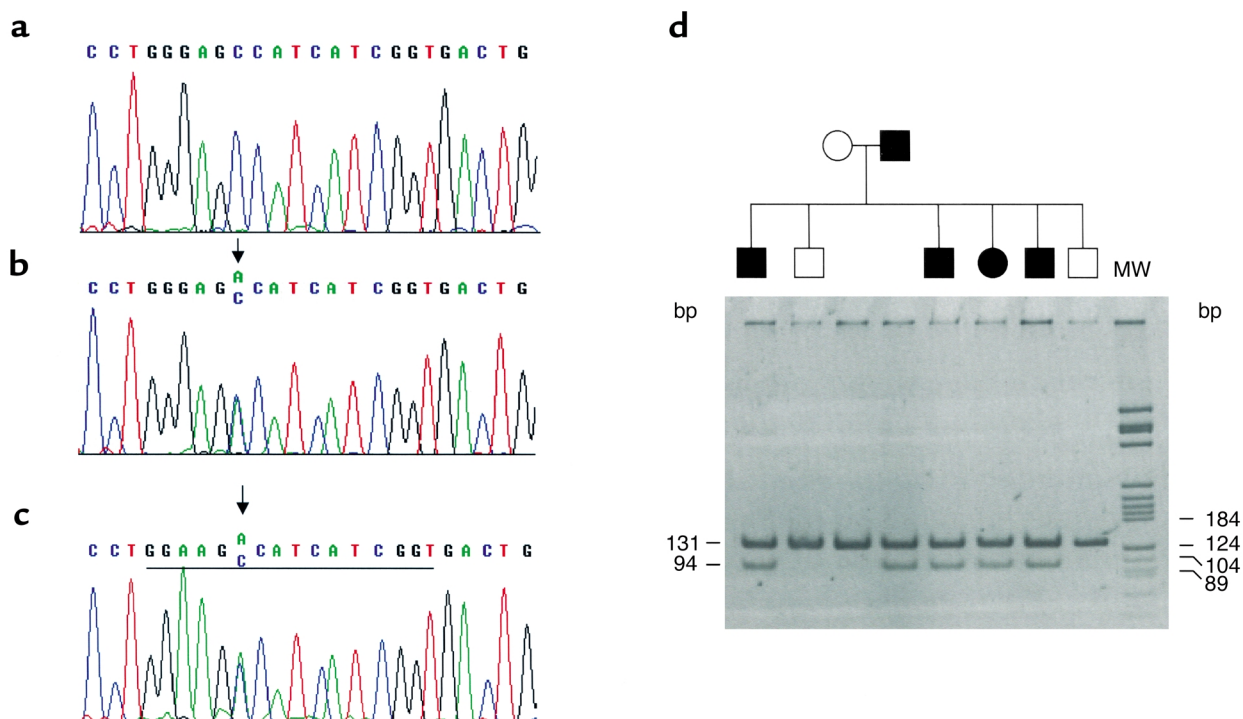 a
C C T G G G A G C C A T C A T C G G T G A C T G
b
A
C C T G G G A G C A T C A T C G G T G A C T G
C
c
A
C C T G G A A G C A T C A T C G G T G A C T G
C
d
MW
bp
bp
131
94
184
124
104
89